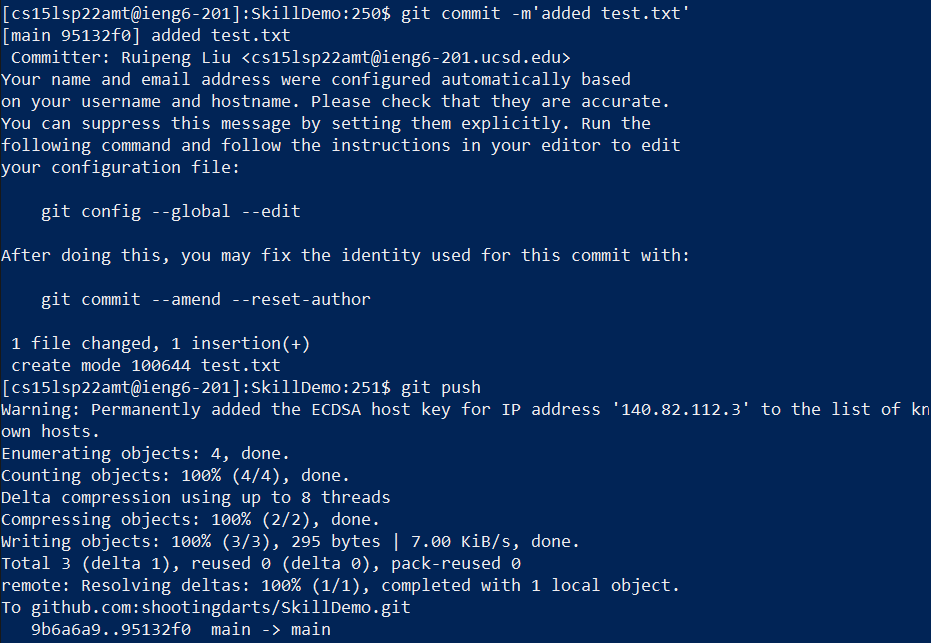 [cs15lsp22amt@ieng6-201]:SkillDemo:250$ git commit -m'added test.txt'
[main 95132f0] added test.txt
 Committer: Ruipeng Liu <cs15lsp22amt@ieng6-201.ucsd.edu>
Your name and email address were configured automatically based
on your username and hostname. Please check that they are accurate.
You can suppress this message by setting them explicitly. Run the
following command and follow the instructions in your editor to edit
your configuration file:

    git config --global --edit

After doing this, you may fix the identity used for this commit with:

    git commit --amend --reset-author

 1 file changed, 1 insertion(+)
 create mode 100644 test.txt
[cs15lsp22amt@ieng6-201]:SkillDemo:251$ git push
Warning: Permanently added the ECDSA host key for IP address '140.82.112.3' to the list of kn
own hosts.
Enumerating objects: 4, done.
Counting objects: 100% (4/4), done.
Delta compression using up to 8 threads
Compressing objects: 100% (2/2), done.
Writing objects: 100% (3/3), 295 bytes | 7.00 KiB/s, done.
Total 3 (delta 1), reused 0 (delta 0), pack-reused 0
remote: Resolving deltas: 100% (1/1), completed with 1 local object.
To github.com:shootingdarts/SkillDemo.git
   9b6a6a9..95132f0  main -> main